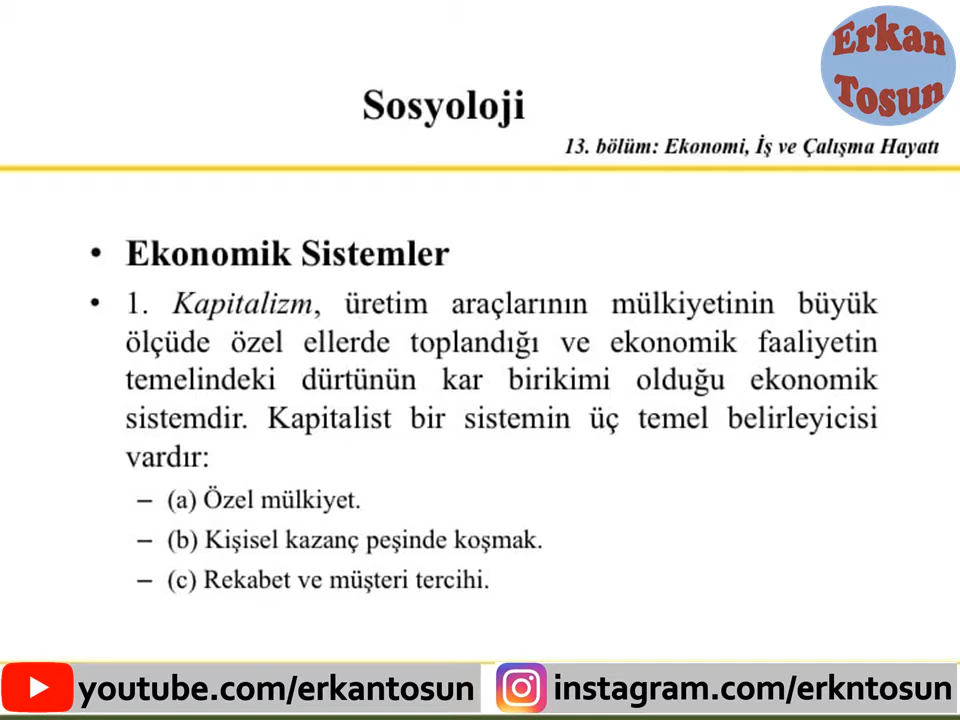 Erkan
Tosun
Sosyoloji
13. bölüm: Ekonomi, İş ve Çalışma Hayatı
• Ekonomik Sistemler
• 1. Kapitalizm, üretim araçlarının mülkiyetinin büyük
ölçüde özel ellerde toplandığı ve ekonomik faaliyetin
temelindeki dürtünün kar birikimi olduğu ekonomik
sistemdir. Kapitalist bir sistemin üç temel belirleyicisi
vardır:
– (a) Özel mülkiyet.
– (b) Kişisel kazanç peşinde koşmak.
– (c) Rekabet ve müşteri tercihi.
youtube.com/erkantosun
instagram.com/erkntosun